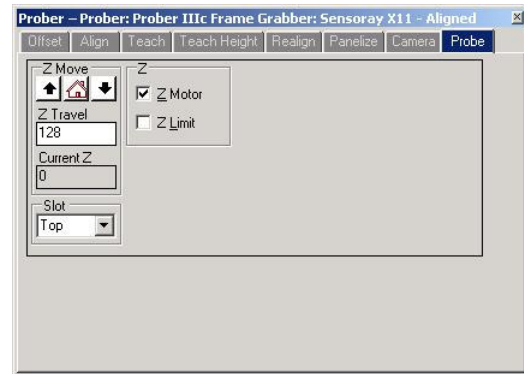 Prober – Prober: Prober IIIc Frame Grabber: Sensoray X11 - Aligned
Offset Align Teach Teach Height Realign Panelize Camera Probe
Z Move
Z
Z Motor
Z Travel
128
Z Limit
Current Z
0
Slot
Top